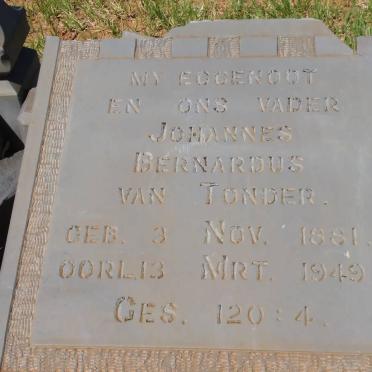 MY EGGENOOT
EN ONS VADER
JOHANNES
BERNARDUS
VAN TONDER.
GEB. 3 NOV. 1881.
OORL.13 MRT. 1949
GES. 120:4.